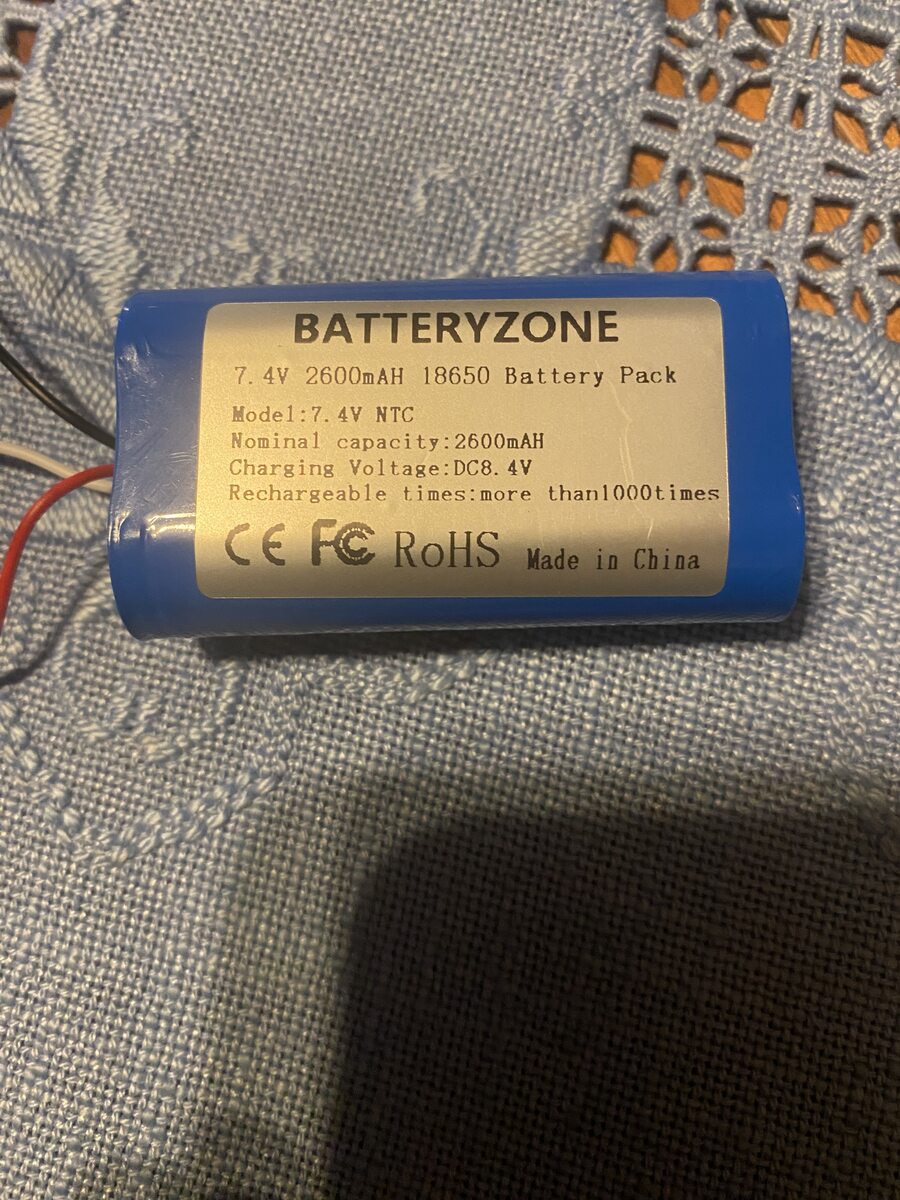 BATTERYZONE
7.4V 2600mAH 18650 Battery Pack
Model:7.4V NTC
Nominal capacity:2600mAH
Charging Voltage:DC8.4V
Rechargeable times:more than1000times
CE FC RoHS Made in China